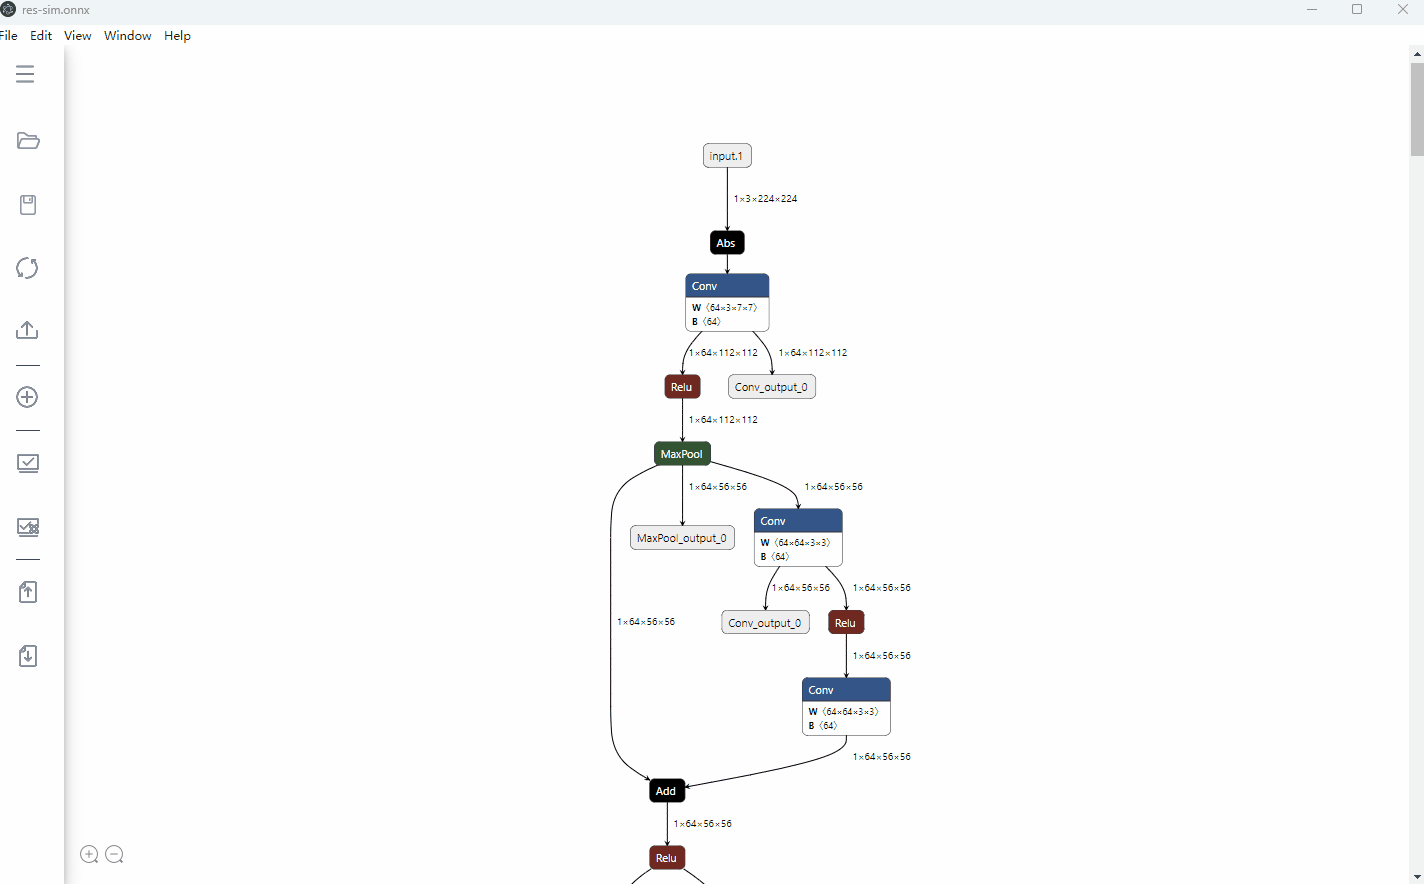 res-sim.onnx
File Edit View Window Help
input.1
1×3×224×224
Abs
Conv
W ⟨64×3×7×7⟩
B ⟨64⟩
1×64×112×112 1×64×112×112
Relu Conv_output_0
1×64×112×112
MaxPool
1×64×56×56 1×64×56×56
Conv
MaxPool_output_0 W ⟨64×64×3×3⟩
B ⟨64⟩
1×64×56×56 1×64×56×56
1×64×56×56 Conv_output_0 Relu
1×64×56×56
Conv
W ⟨64×64×3×3⟩
B ⟨64⟩
1×64×56×56
Add
1×64×56×56
Relu